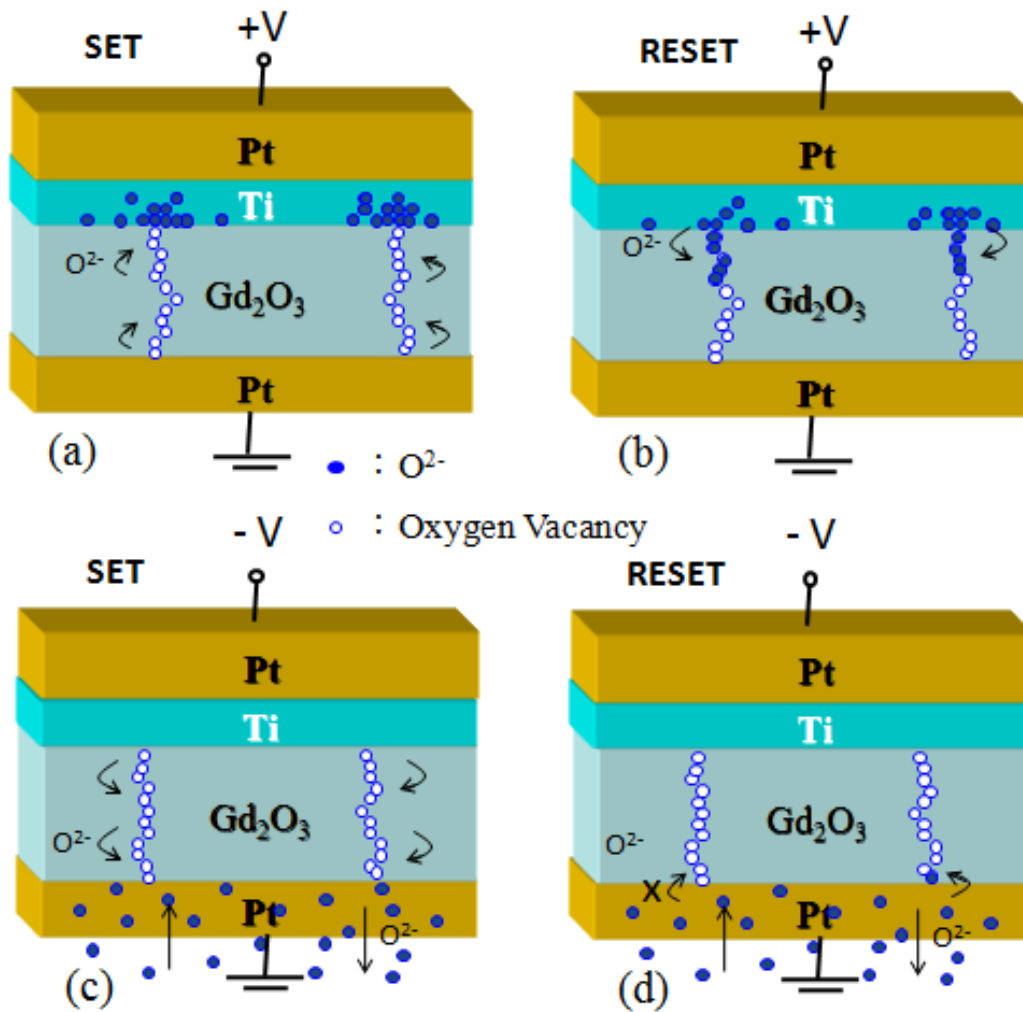 SET
+V
Pt
Ti
O²⁻
Gd₂O₃
Pt
(a)
RESET
+V
Pt
Ti
O²⁻
Gd₂O₃
Pt
(b)
: O²⁻
: Oxygen Vacancy
SET
- V
Pt
Ti
Gd₂O₃
O²⁻
Pt
O²⁻
(c)
RESET
- V
Pt
Ti
Gd₂O₃
O²⁻
X
Pt
O²⁻
(d)